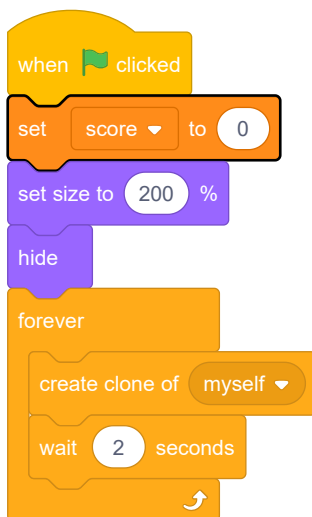 when clicked
set score to 0
set size to 200 %
hide
forever
create clone of myself
wait 2 seconds